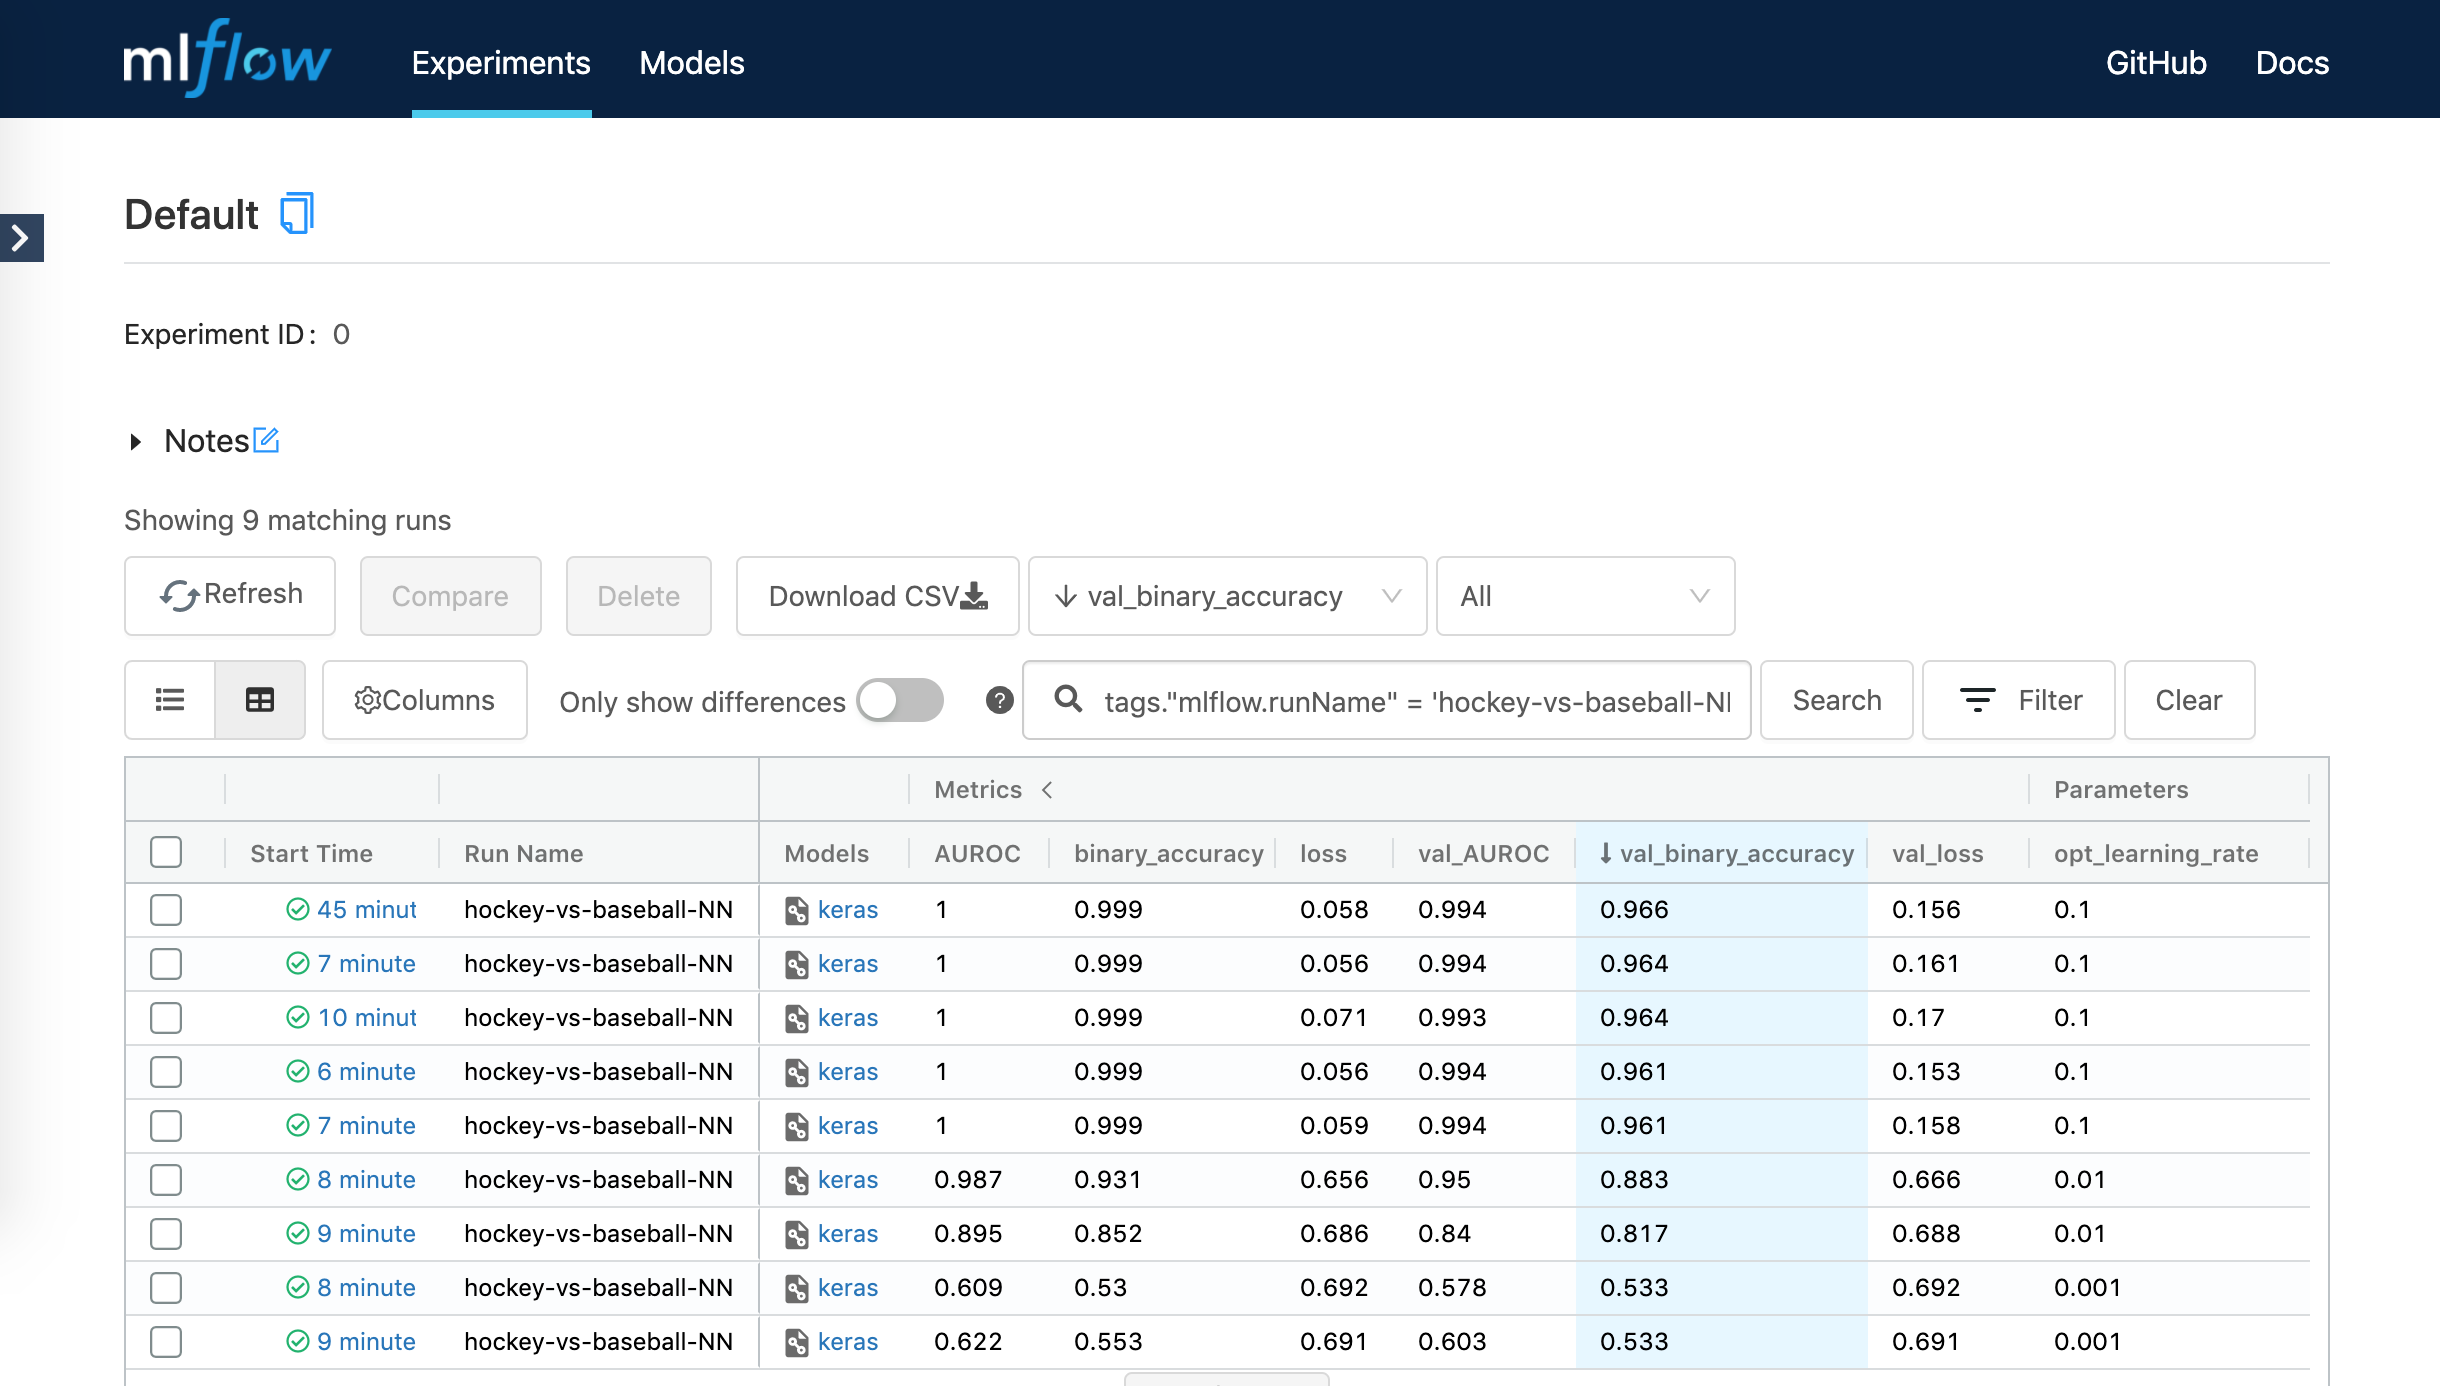 mlflow Experiments Models GitHub Docs
Default
Experiment ID: 0
Notes
Showing 9 matching runs
Refresh Compare Delete Download CSV val_binary_accuracy All
Columns Only show differences ? tags."mlflow.runName" = 'hockey-vs-baseball-NN Search Filter Clear
Metrics < Parameters
Start Time Run Name Models AUROC binary_accuracy loss val_AUROC ↓ val_binary_accuracy val_loss opt_learning_rate
45 minut hockey-vs-baseball-NN keras 1 0.999 0.058 0.994 0.966 0.156 0.1
7 minute hockey-vs-baseball-NN keras 1 0.999 0.056 0.994 0.964 0.161 0.1
10 minut hockey-vs-baseball-NN keras 1 0.999 0.071 0.993 0.964 0.17 0.1
6 minute hockey-vs-baseball-NN keras 1 0.999 0.056 0.994 0.961 0.153 0.1
7 minute hockey-vs-baseball-NN keras 1 0.999 0.059 0.994 0.961 0.158 0.1
8 minute hockey-vs-baseball-NN keras 0.987 0.931 0.656 0.95 0.883 0.666 0.01
9 minute hockey-vs-baseball-NN keras 0.895 0.852 0.686 0.84 0.817 0.688 0.01
8 minute hockey-vs-baseball-NN keras 0.609 0.53 0.692 0.578 0.533 0.692 0.001
9 minute hockey-vs-baseball-NN keras 0.622 0.553 0.691 0.603 0.533 0.691 0.001